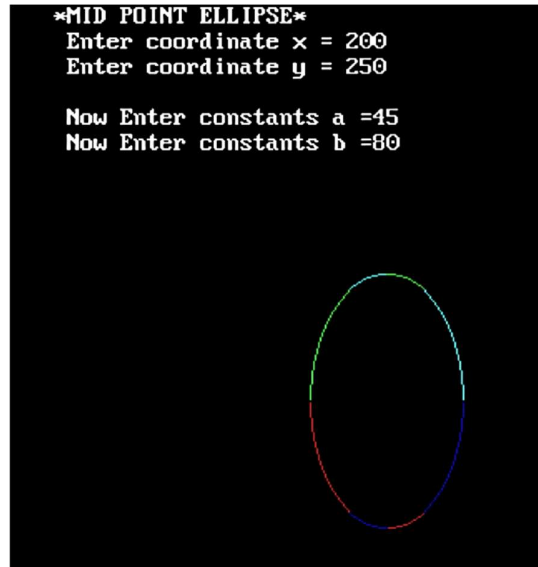 *MID POINT ELLIPSE*
Enter coordinate x = 200
Enter coordinate y = 250
Now Enter constants a =45
Now Enter constants b =80